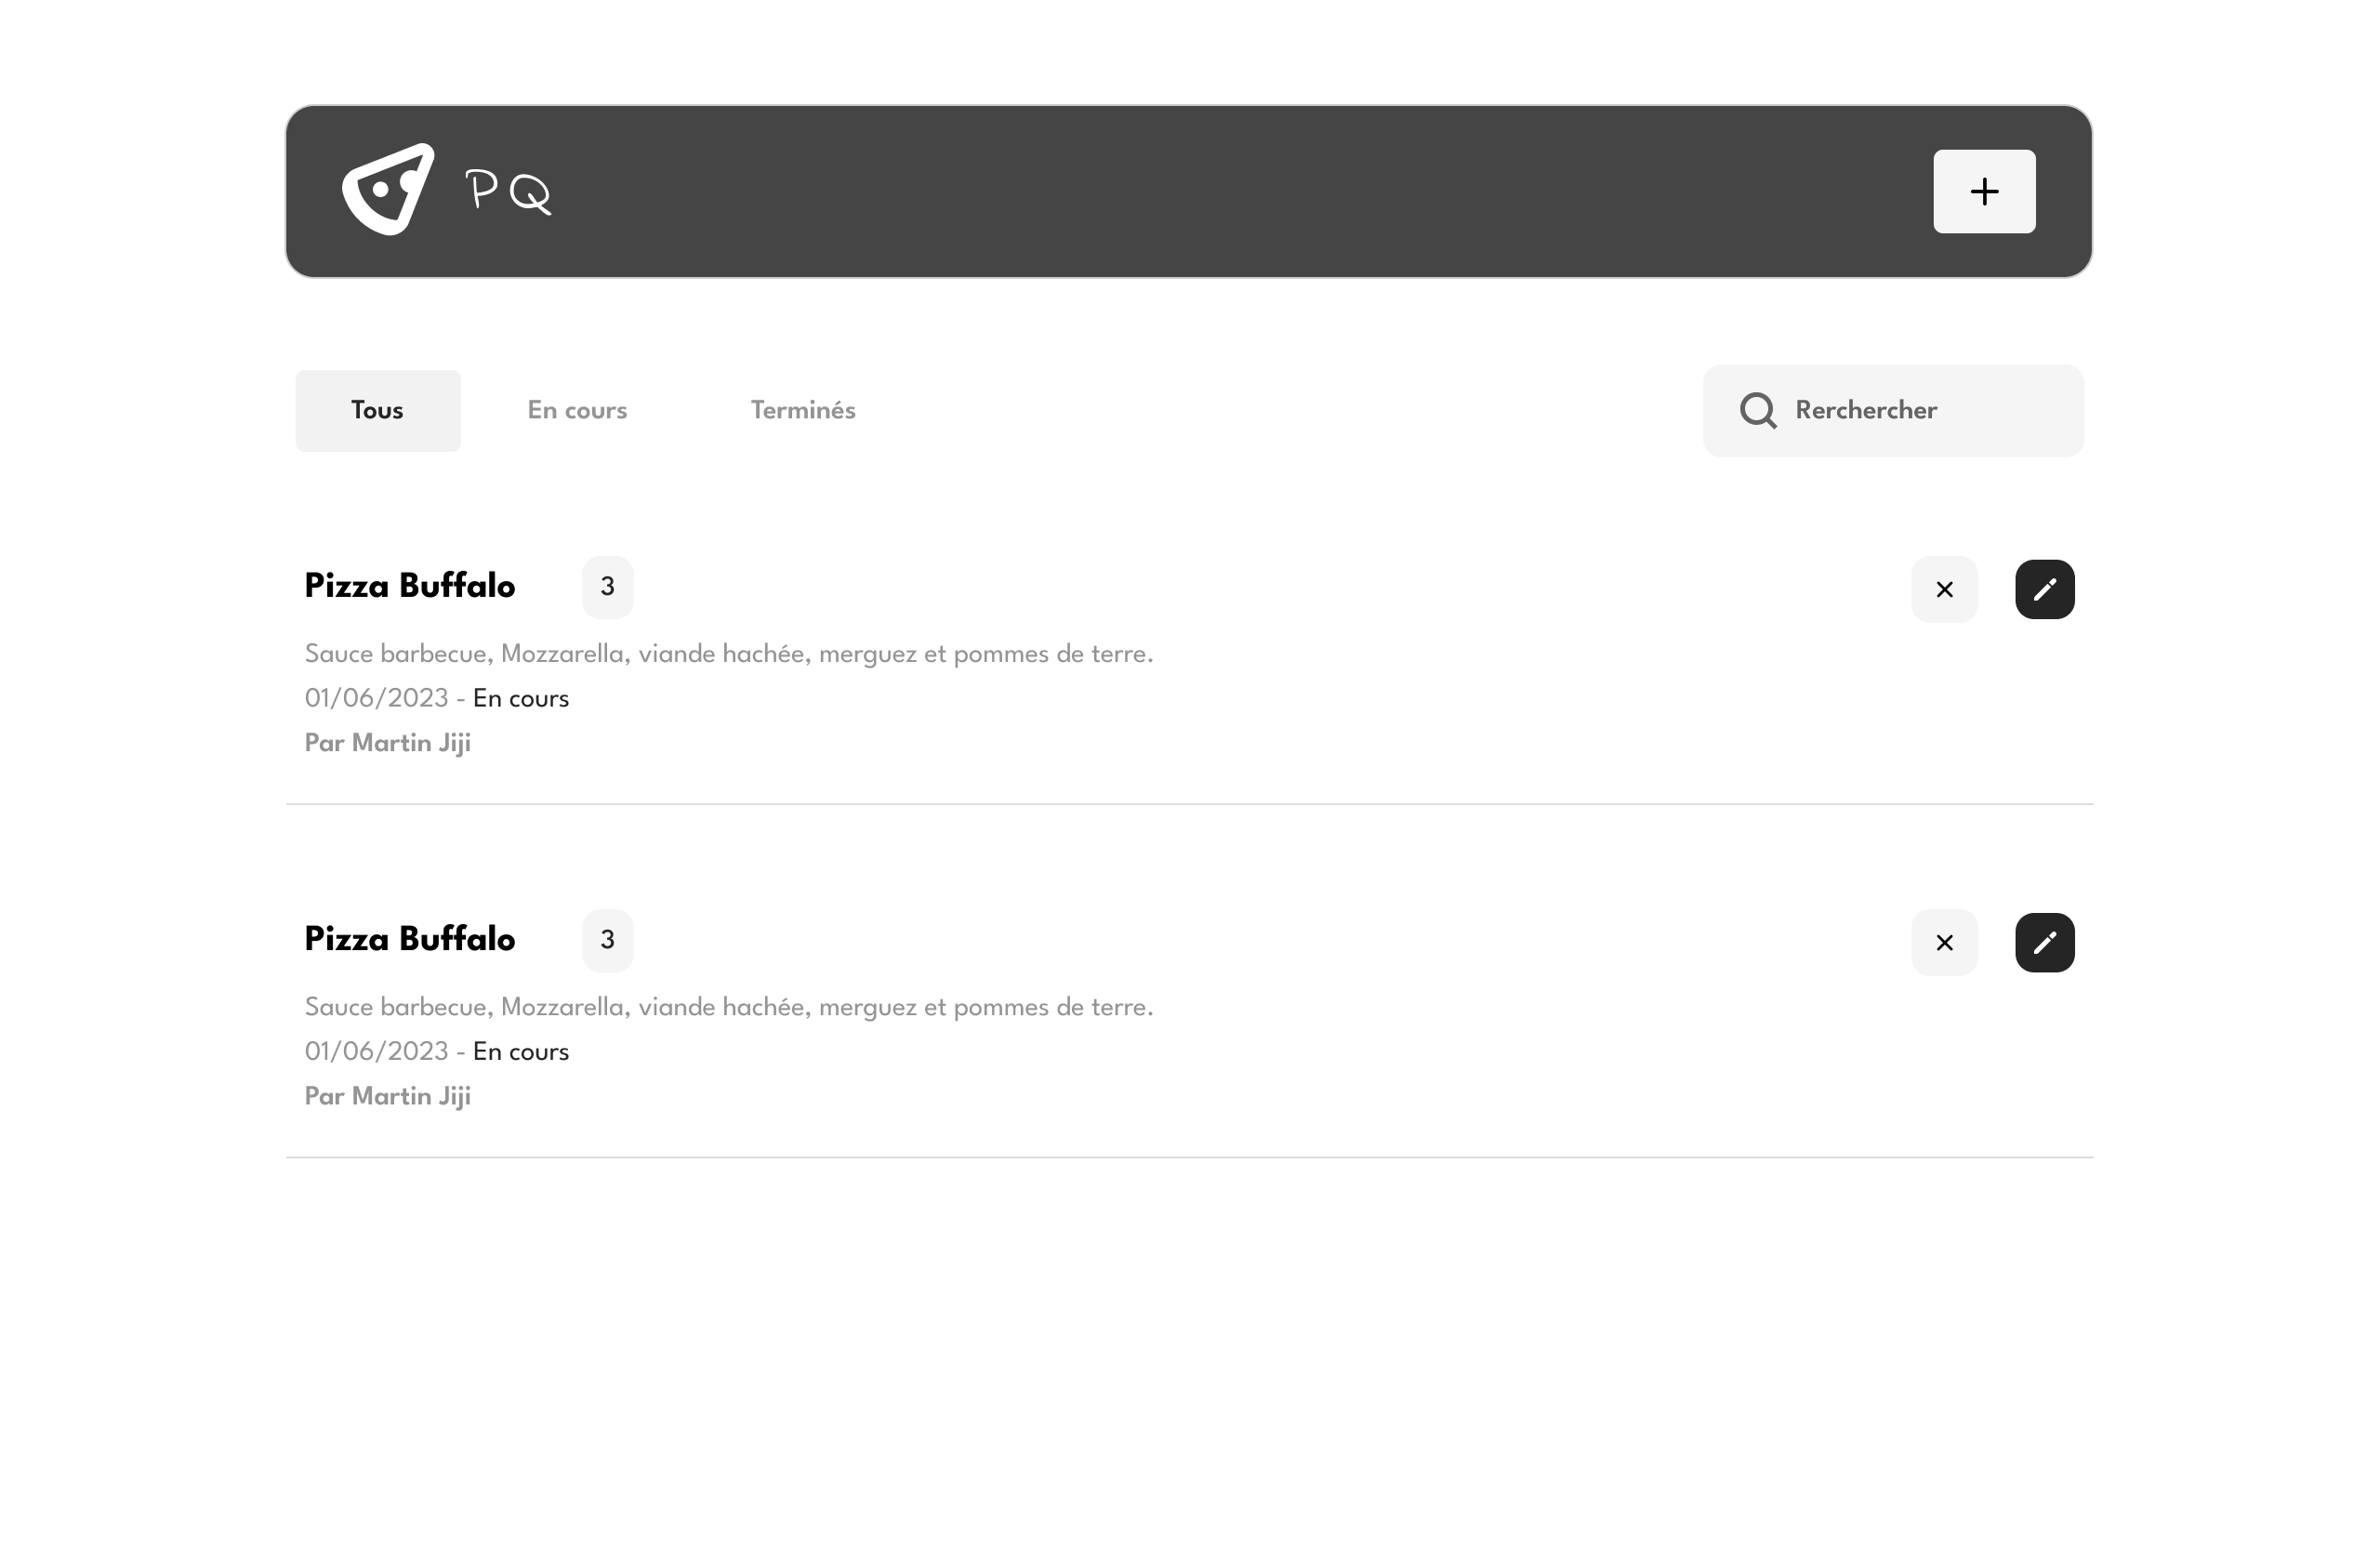 PQ
Tous En cours Terminés Rerchercher
Pizza Buffalo 3
Sauce barbecue, Mozzarella, viande hachée, merguez et pommes de terre.
01/06/2023 - En cours
Par Martin Jiji
Pizza Buffalo 3
Sauce barbecue, Mozzarella, viande hachée, merguez et pommes de terre.
01/06/2023 - En cours
Par Martin Jiji